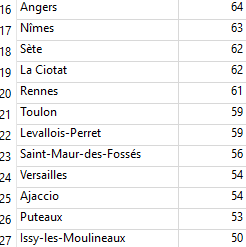 16 Angers 64
17 Nîmes 63
18 Sète 62
19 La Ciotat 62
20 Rennes 61
21 Toulon 59
22 Levallois-Perret 59
23 Saint-Maur-des-Fossés 56
24 Versailles 54
25 Ajaccio 54
26 Puteaux 53
27 Issy-les-Moulineaux 50